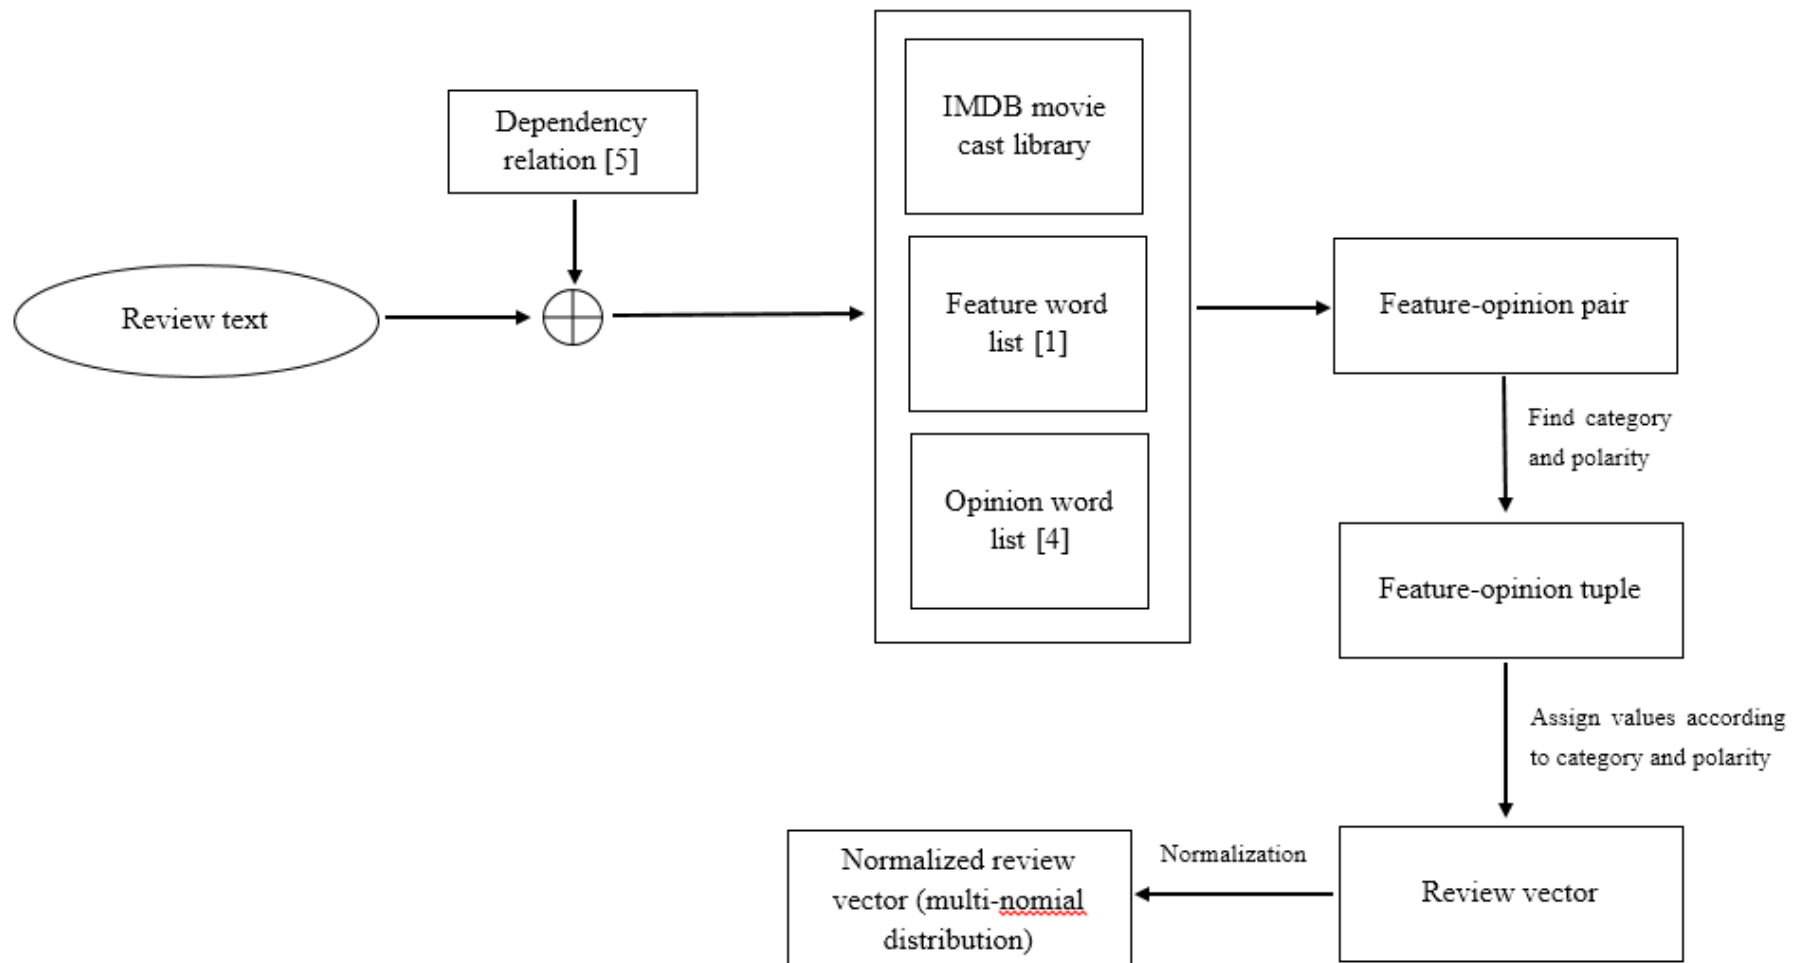 Dependency
relation [5]
Review text
IMDB movie
cast library
Feature word
list [1]
Opinion word
list [4]
Feature-opinion pair
Find category
and polarity
Feature-opinion tuple
Assign values according
to category and polarity
Review vector
Normalization
Normalized review
vector (multi-nomial
distribution)